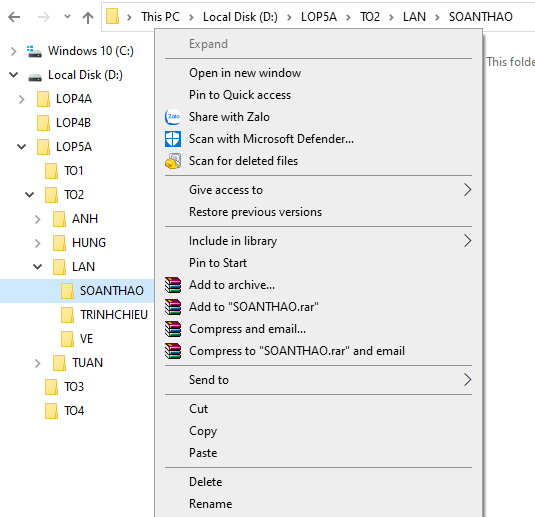 This PC > Local Disk (D:) > LOP5A > TO2 > LAN > SOANTHAO
Windows 10 (C:)
Local Disk (D:)
LOP4A
LOP4B
LOP5A
TO1
TO2
ANH
HUNG
LAN
SOANTHAO
TRINHCHIEU
VE
TUAN
TO3
TO4
Expand
Open in new window
Pin to Quick access
Zalo
Share with Zalo
Scan with Microsoft Defender...
Scan for deleted files
Give access to
Restore previous versions
Include in library
Pin to Start
Add to archive...
Add to "SOANTHAO.rar"
Compress and email...
Compress to "SOANTHAO.rar" and email
Send to
Cut
Copy
Paste
Delete
Rename
This folde